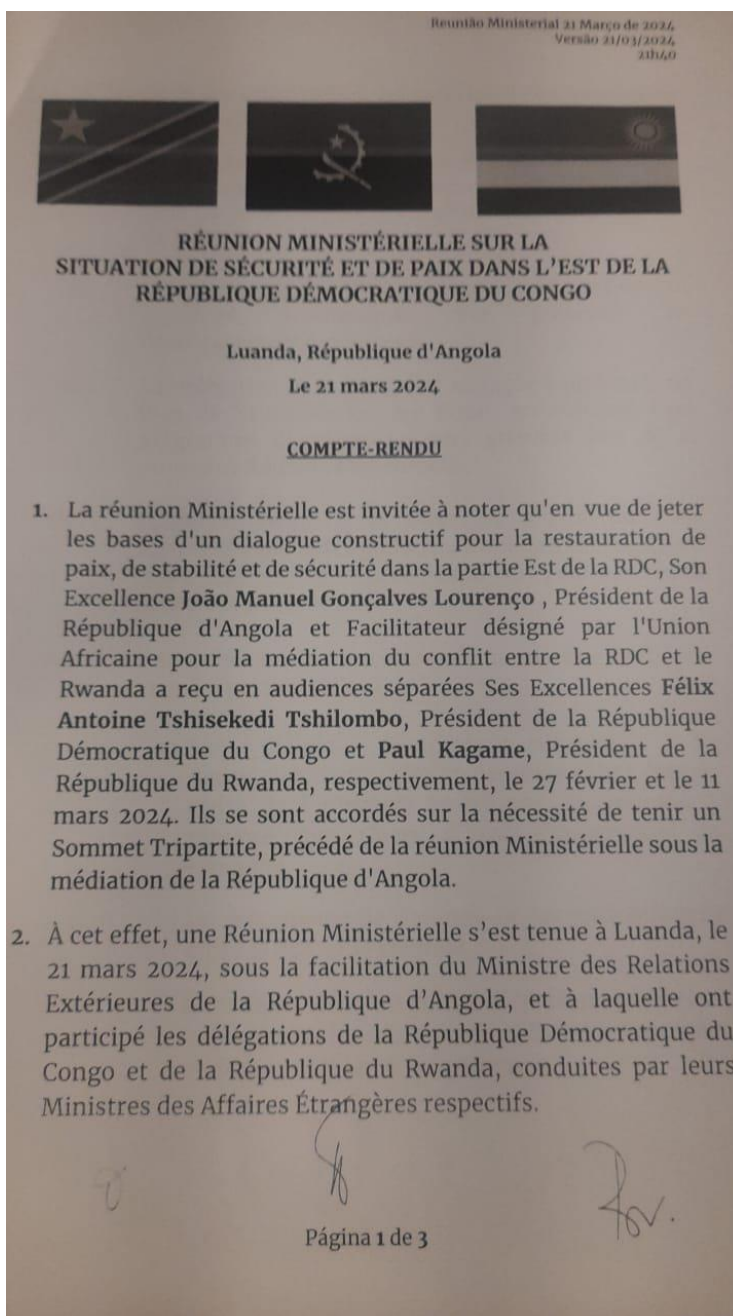 Reunião Ministerial 21 Março de 2024
Versão 21/03/2024
21h40
RÉUNION MINISTÉRIELLE SUR LA
SITUATION DE SÉCURITÉ ET DE PAIX DANS L'EST DE LA
RÉPUBLIQUE DÉMOCRATIQUE DU CONGO
Luanda, République d'Angola
Le 21 mars 2024
COMPTE-RENDU
1. La réunion Ministérielle est invitée à noter qu'en vue de jeter
les bases d'un dialogue constructif pour la restauration de
paix, de stabilité et de sécurité dans la partie Est de la RDC, Son
Excellence João Manuel Gonçalves Lourenço , Président de la
République d'Angola et Facilitateur désigné par l'Union
Africaine pour la médiation du conflit entre la RDC et le
Rwanda a reçu en audiences séparées Ses Excellences Félix
Antoine Tshisekedi Tshilombo, Président de la République
Démocratique du Congo et Paul Kagame, Président de la
République du Rwanda, respectivement, le 27 février et le 11
mars 2024. Ils se sont accordés sur la nécessité de tenir un
Sommet Tripartite, précédé de la réunion Ministérielle sous la
médiation de la République d'Angola.
2. À cet effet, une Réunion Ministérielle s'est tenue à Luanda, le
21 mars 2024, sous la facilitation du Ministre des Relations
Extérieures de la République d'Angola, et à laquelle ont
participé les délégations de la République Démocratique du
Congo et de la République du Rwanda, conduites par leurs
Ministres des Affaires Étrangères respectifs.
Página 1 de 3